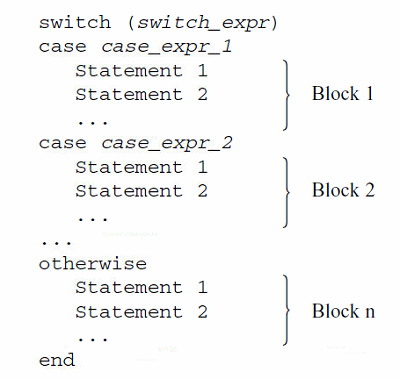 switch (switch_expr)
case case_expr_1
Statement 1
Statement 2 Block 1
...
case case_expr_2
Statement 1
Statement 2 Block 2
...
...
otherwise
Statement 1
Statement 2 Block n
...
end